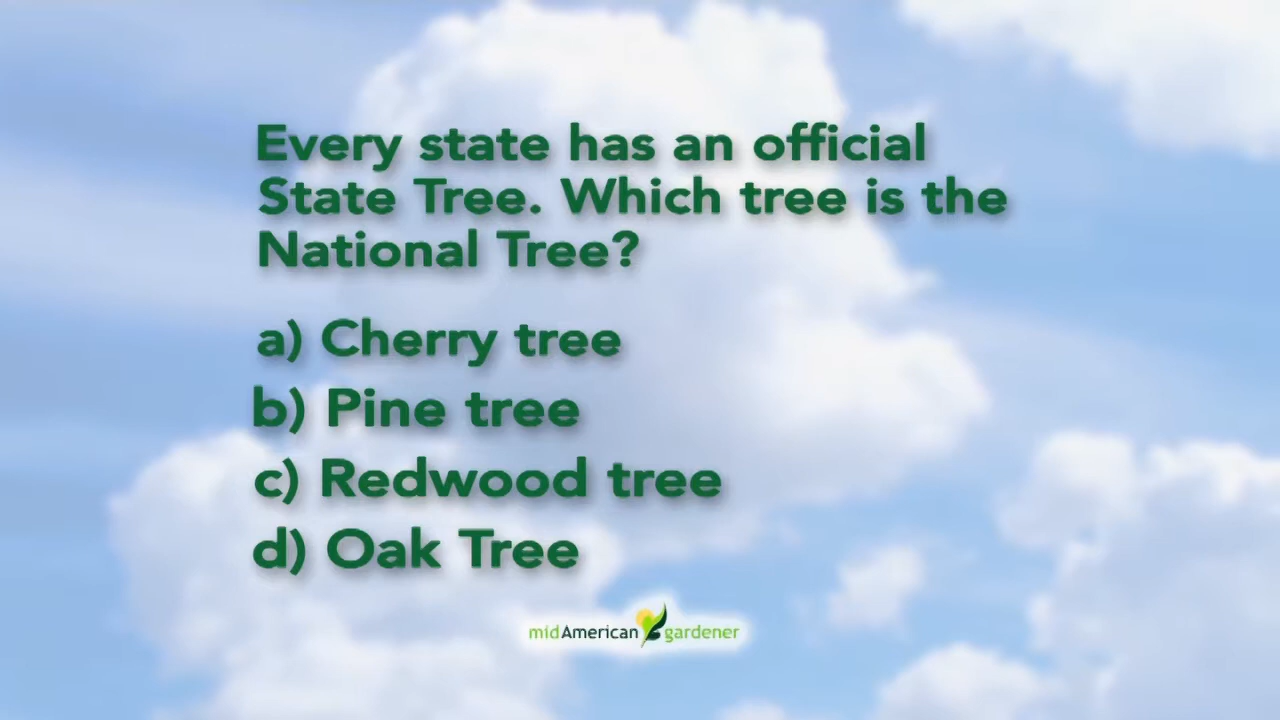 Every state has an official
State Tree. Which tree is the
National Tree?
a) Cherry tree
b) Pine tree
c) Redwood tree
d) Oak Tree
midAmerican gardener